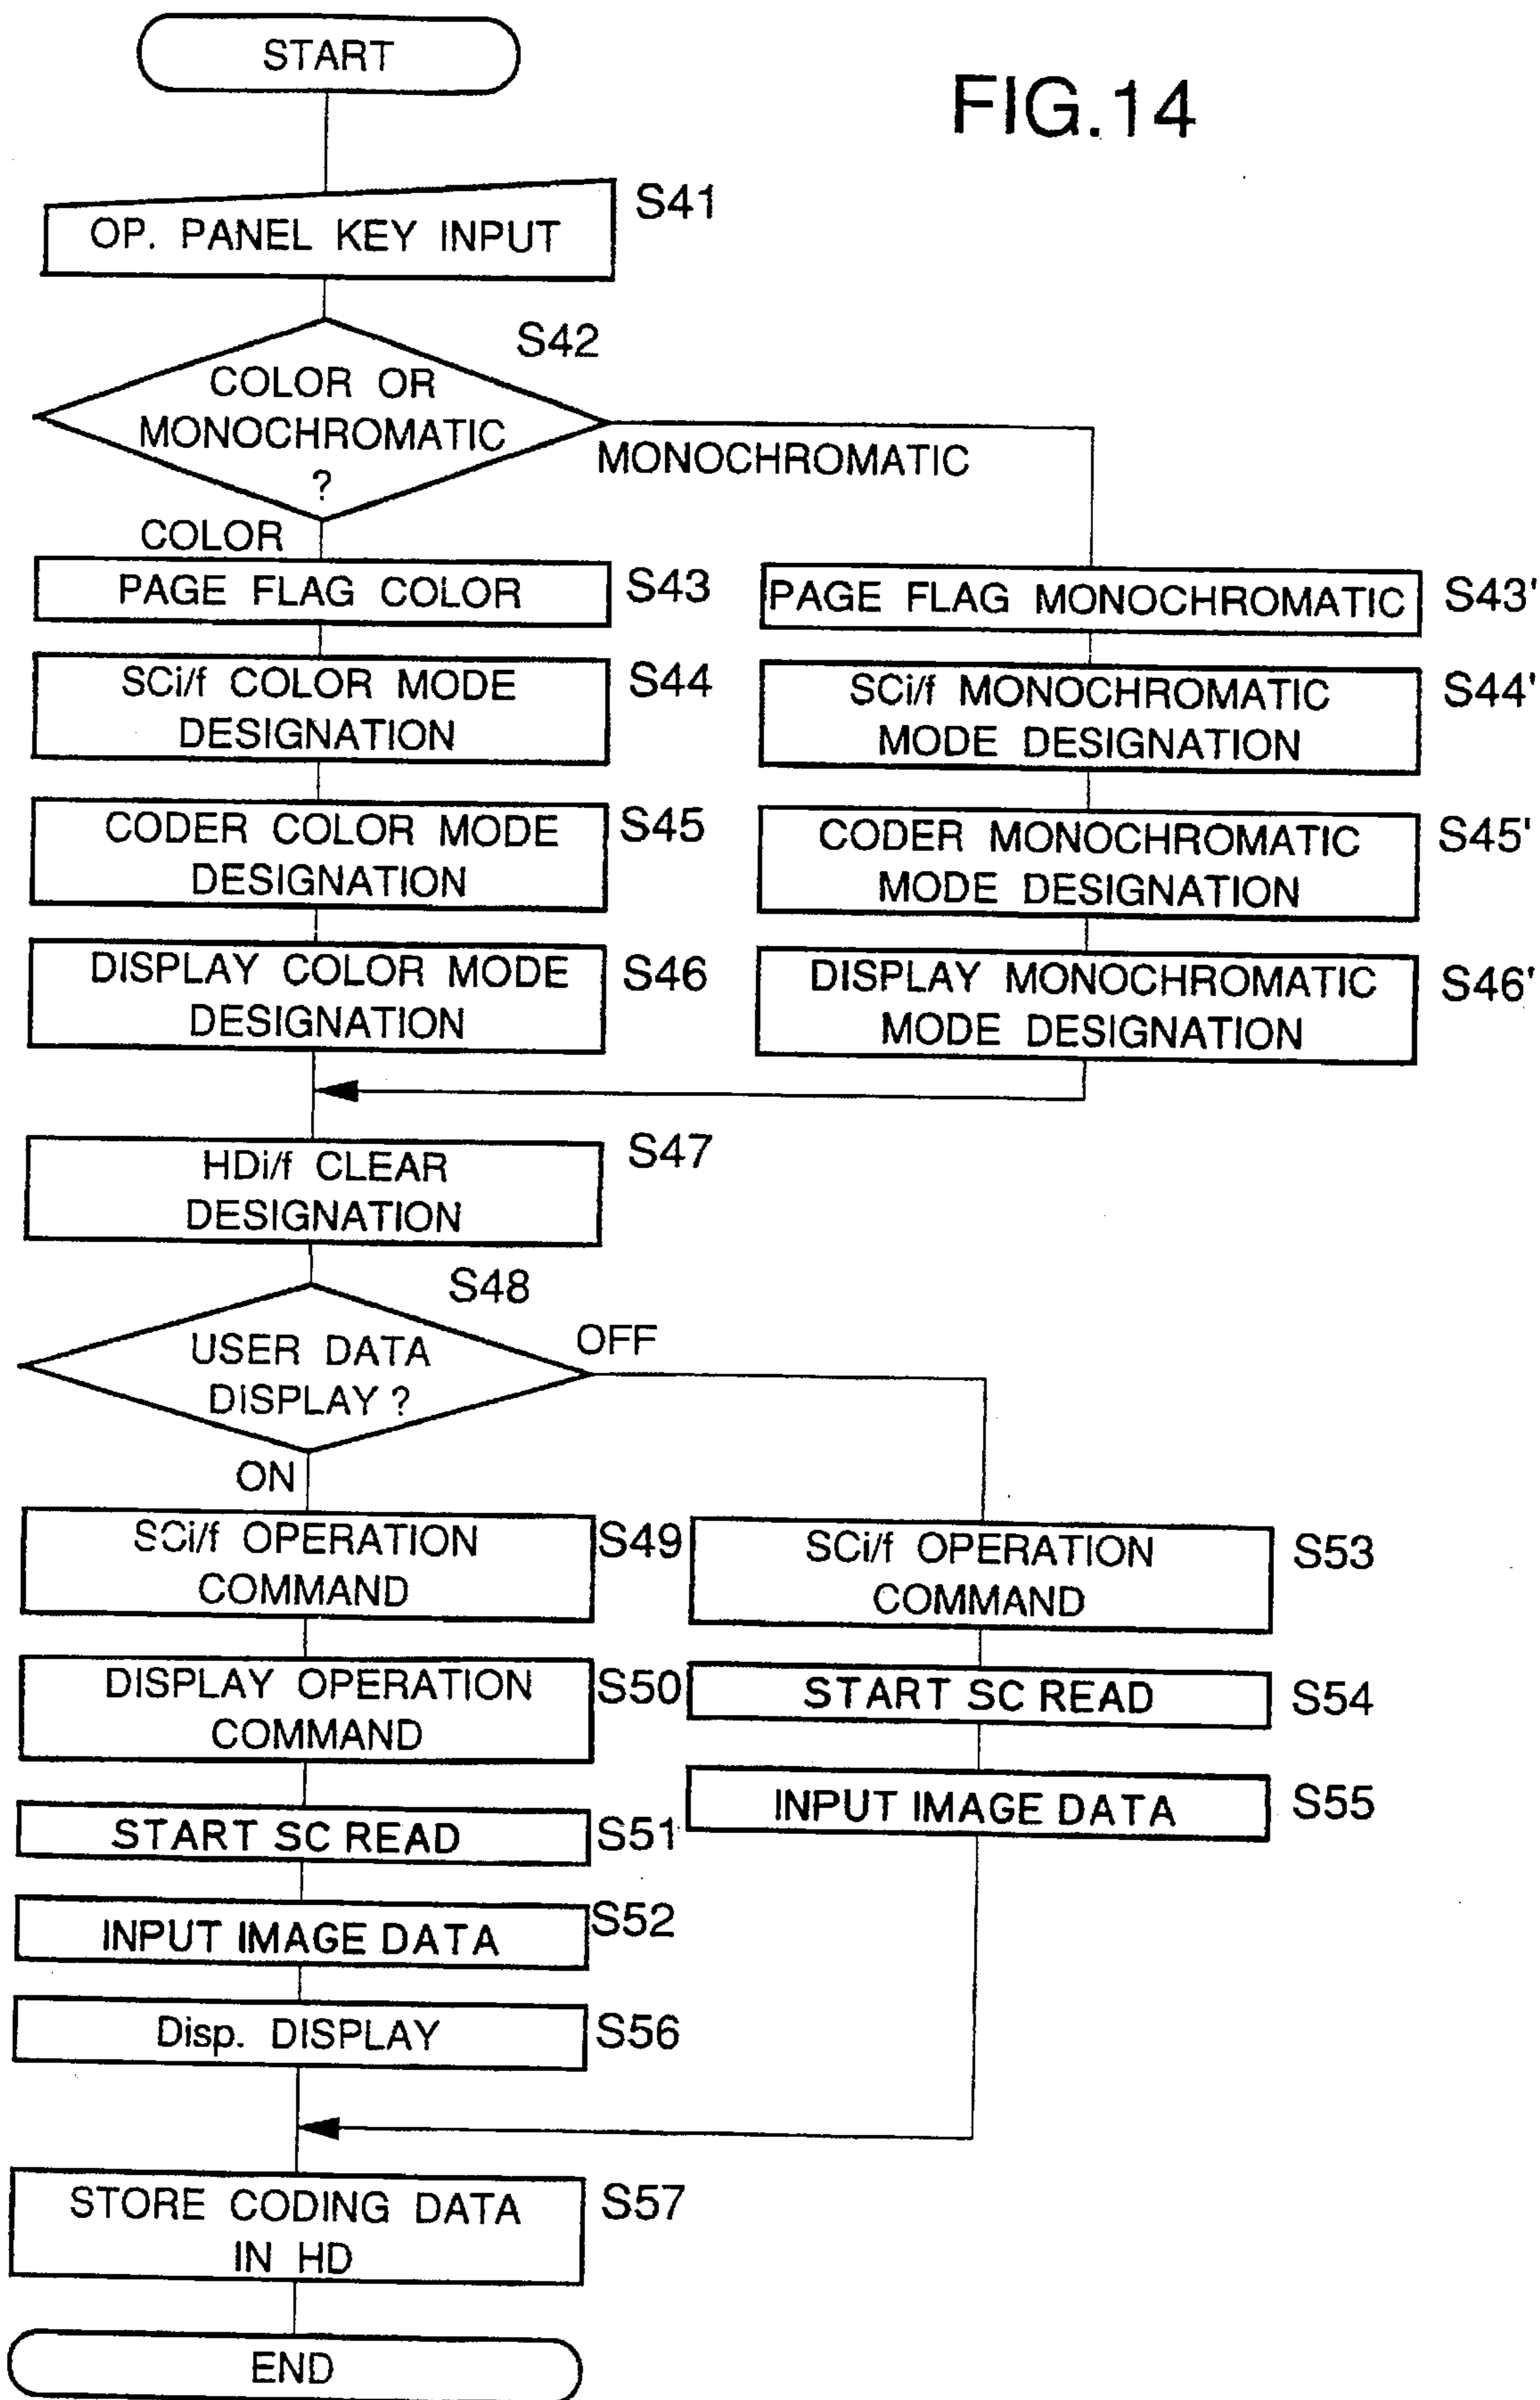 START
FIG.14
OP. PANEL KEY INPUT
S41
S42
COLOR OR
MONOCHROMATIC
?
MONOCHROMATIC
COLOR
PAGE FLAG COLOR
S43
PAGE FLAG MONOCHROMATIC
S43'
SCi/f COLOR MODE
DESIGNATION
S44
SCi/f MONOCHROMATIC
MODE DESIGNATION
S44'
CODER COLOR MODE
DESIGNATION
S45
CODER MONOCHROMATIC
MODE DESIGNATION
S45'
DISPLAY COLOR MODE
DESIGNATION
S46
DISPLAY MONOCHROMATIC
MODE DESIGNATION
S46'
HDi/f CLEAR
DESIGNATION
S47
S48
USER DATA
DISPLAY ?
OFF
ON
SCi/f OPERATION
COMMAND
S49
SCi/f OPERATION
COMMAND
S53
DISPLAY OPERATION
COMMAND
S50
START SC READ
S54
START SC READ
S51
INPUT IMAGE DATA
S55
INPUT IMAGE DATA
S52
Disp. DISPLAY
S56
STORE CODING DATA
IN HD
S57
END